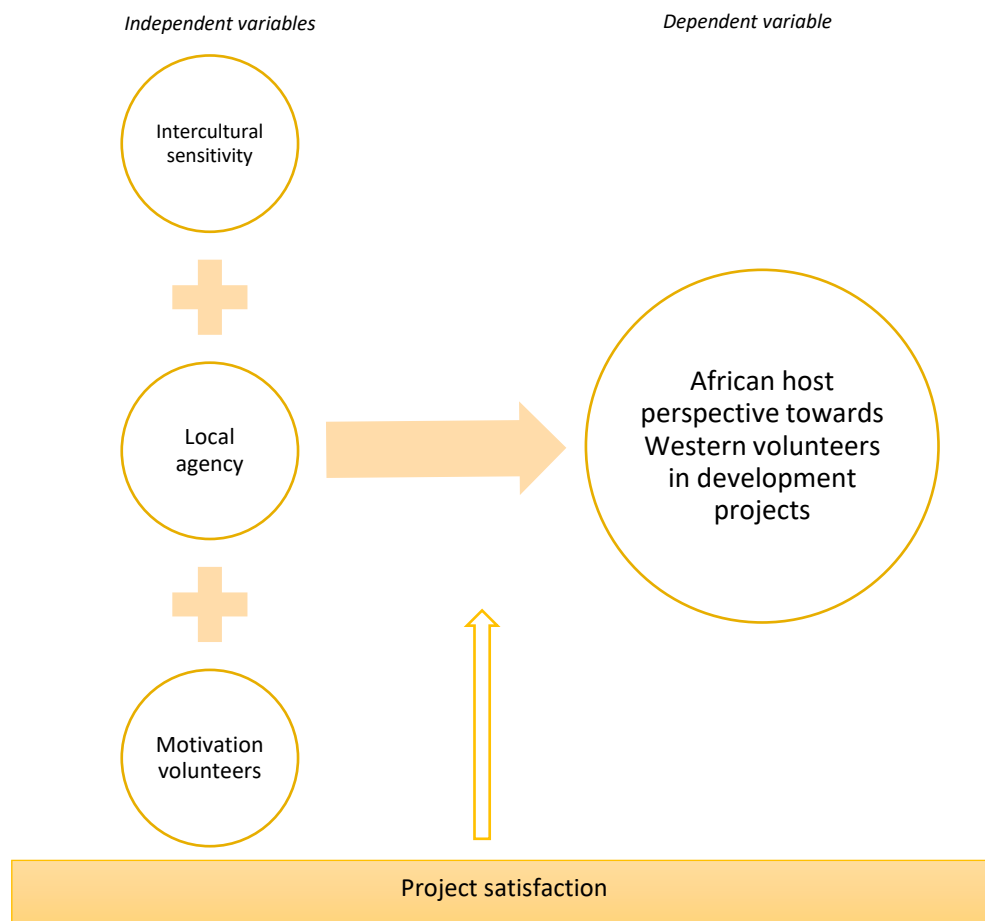 Independent variables
Dependent variable
Intercultural
sensitivity
Local
agency
African host
perspective towards
Western volunteers
in development
projects
Motivation
volunteers
Project satisfaction